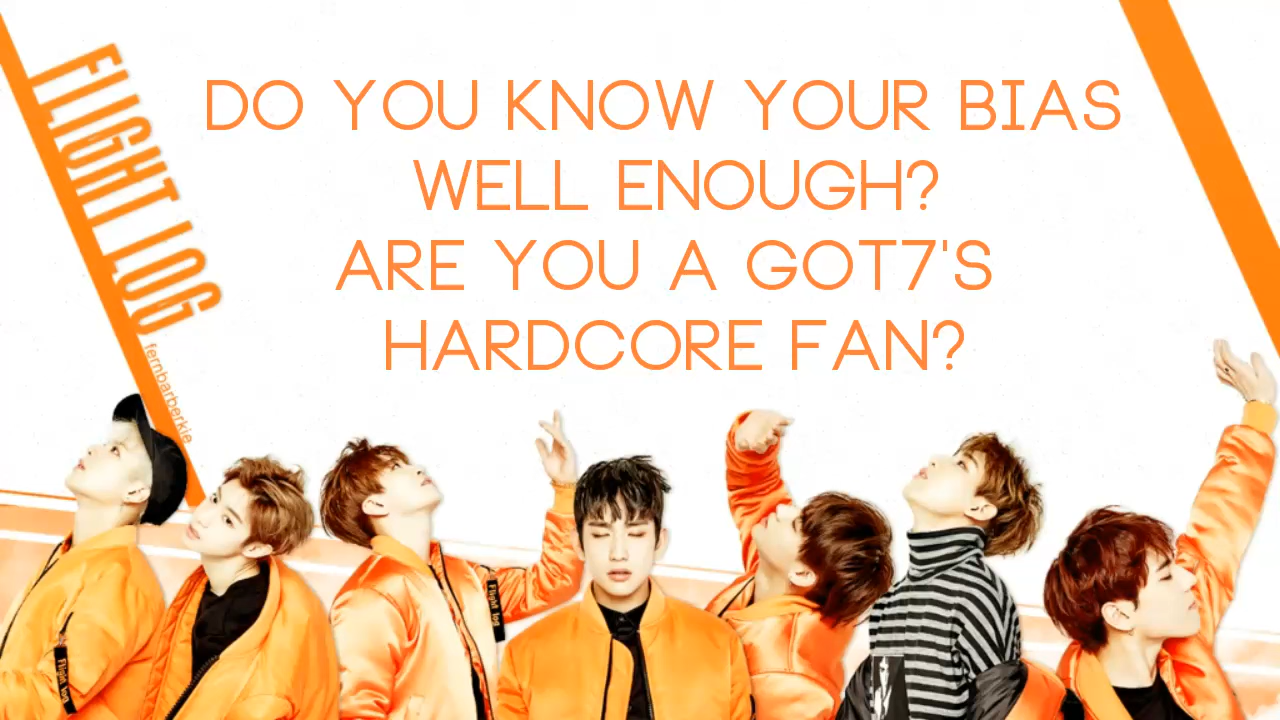 FLIGHT LOG
fernbarberkie
DO YOU KNOW YOUR BIAS
WELL ENOUGH?
ARE YOU A GOT7'S
HARDCORE FAN?
Flight log
Flight log